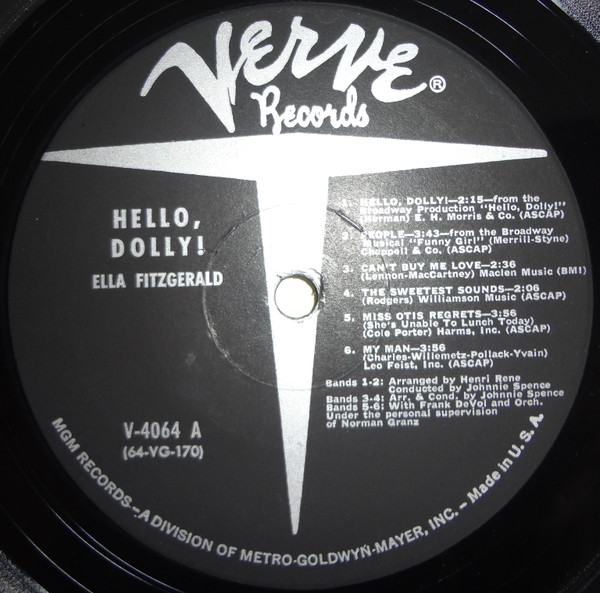 VERVE ®
Records
HELLO,
DOLLY!
ELLA FITZGERALD
1. HELLO, DOLLY!—2:15—from the
Broadway Production "Hello, Dolly!"
(Herman) E. H. Morris & Co. (ASCAP)
2. PEOPLE—3:43—from the Broadway
Musical "Funny Girl" (Merrill-Styne)
Chappell & Co. (ASCAP)
3. CAN'T BUY ME LOVE—2:36
(Lennon-MacCartney) Maclen Music (BMI)
4. THE SWEETEST SOUNDS—2:06
(Rodgers) Williamson Music (ASCAP)
5. MISS OTIS REGRETS—3:56
(She's Unable To Lunch Today)
(Cole Porter) Harms, Inc. (ASCAP)
6. MY MAN—3:56
(Charles-Willemetz-Pollack-Yvain)
Leo Feist, Inc. (ASCAP)
Bands 1-2: Arranged by Henri Rene
Conducted by Johnnie Spence
Bands 3-4: Arr. & Cond. by Johnnie Spence
Bands 5-6: With Frank DeVol and Orch.
Under the personal supervision
of Norman Granz
V-4064 A
(64-VG-170)
MGM RECORDS—A DIVISION OF METRO-GOLDWYN-MAYER, INC.—Made in U. S. A.